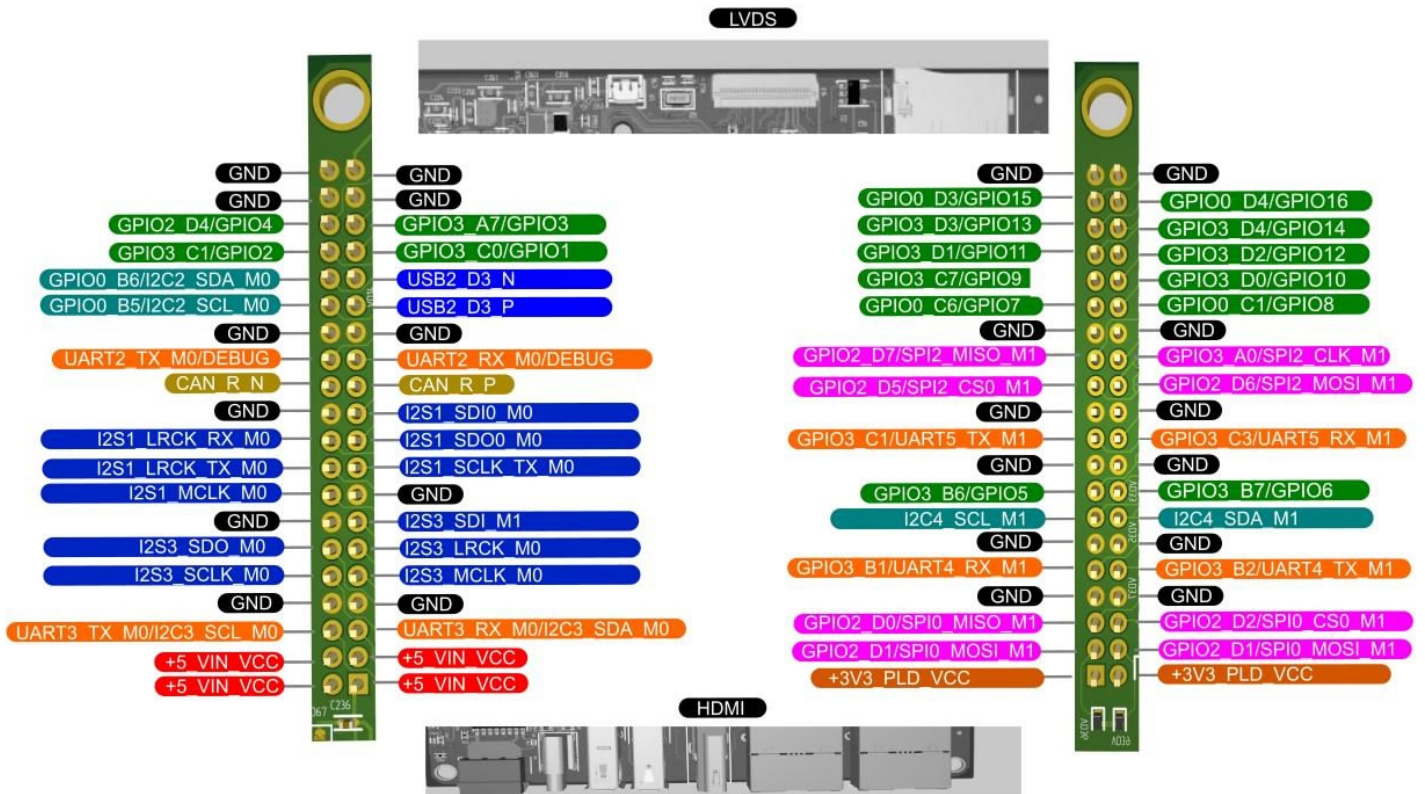 LVDS
GND GND
GND GND
GPIO2_D4/GPIO4 GPIO3_A7/GPIO3
GPIO3_C1/GPIO2 GPIO3_C0/GPIO1
GPIO0_B6/I2C2_SDA_M0 USB2_D3_N
GPIO0_B5/I2C2_SCL_M0 USB2_D3_P
GND GND
UART2_TX_M0/DEBUG UART2_RX_M0/DEBUG
CAN_R_N CAN_R_P
GND I2S1_SDI0_M0
I2S1_LRCK_RX_M0 I2S1_SDO0_M0
I2S1_LRCK_TX_M0 I2S1_SCLK_TX_M0
I2S1_MCLK_M0 GND
GND I2S3_SDI_M1
I2S3_SDO_M0 I2S3_LRCK_M0
I2S3_SCLK_M0 I2S3_MCLK_M0
GND GND
UART3_TX_M0/I2C3_SCL_M0 UART3_RX_M0/I2C3_SDA_M0
+5_VIN_VCC +5_VIN_VCC
+5_VIN_VCC +5_VIN_VCC
C236
GND GND
GPIO0_D3/GPIO15 GPIO0_D4/GPIO16
GPIO3_D3/GPIO13 GPIO3_D4/GPIO14
GPIO3_D1/GPIO11 GPIO3_D2/GPIO12
GPIO3_C7/GPIO9 GPIO3_D0/GPIO10
GPIO0_C6/GPIO7 GPIO0_C1/GPIO8
GND GND
GPIO2_D7/SPI2_MISO_M1 GPIO3_A0/SPI2_CLK_M1
GPIO2_D5/SPI2_CS0_M1 GPIO2_D6/SPI2_MOSI_M1
GND GND
GPIO3_C1/UART5_TX_M1 GPIO3_C3/UART5_RX_M1
GND GND
GPIO3_B6/GPIO5 GPIO3_B7/GPIO6
I2C4_SCL_M1 I2C4_SDA_M1
GND GND
GPIO3_B1/UART4_RX_M1 GPIO3_B2/UART4_TX_M1
GND GND
GPIO2_D0/SPI0_MISO_M1 GPIO2_D2/SPI0_CS0_M1
GPIO2_D1/SPI0_MOSI_M1 GPIO2_D1/SPI0_MOSI_M1
+3V3_PLD_VCC +3V3_PLD_VCC
HDMI